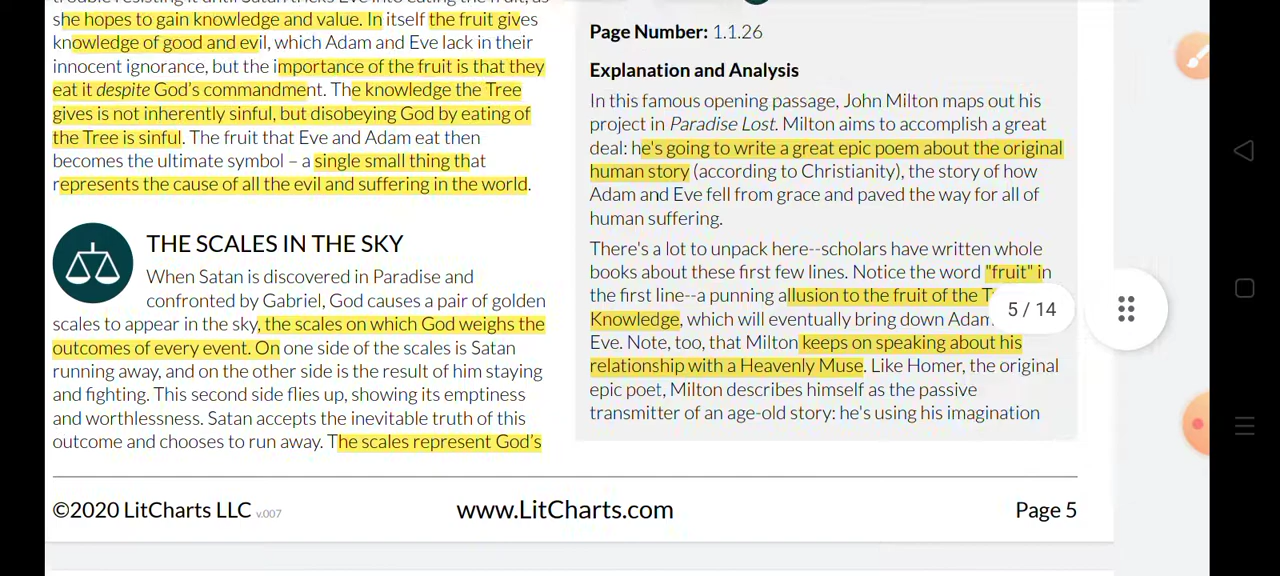 she hopes to gain knowledge and value. In itself the fruit gives
knowledge of good and evil, which Adam and Eve lack in their
innocent ignorance, but the importance of the fruit is that they
eat it despite God's commandment. The knowledge the Tree
gives is not inherently sinful, but disobeying God by eating of
the Tree is sinful. The fruit that Eve and Adam eat then
becomes the ultimate symbol – a single small thing that
represents the cause of all the evil and suffering in the world.
THE SCALES IN THE SKY
When Satan is discovered in Paradise and
confronted by Gabriel, God causes a pair of golden
scales to appear in the sky, the scales on which God weighs the
outcomes of every event. On one side of the scales is Satan
running away, and on the other side is the result of him staying
and fighting. This second side flies up, showing its emptiness
and worthlessness. Satan accepts the inevitable truth of this
outcome and chooses to run away. The scales represent God's
Page Number: 1.1.26
Explanation and Analysis
In this famous opening passage, John Milton maps out his
project in Paradise Lost. Milton aims to accomplish a great
deal: he's going to write a great epic poem about the original
human story (according to Christianity), the story of how
Adam and Eve fell from grace and paved the way for all of
human suffering.
There's a lot to unpack here--scholars have written whole
books about these first few lines. Notice the word "fruit" in
the first line--a punning allusion to the fruit of the
Knowledge, which will eventually bring down Adam
Eve. Note, too, that Milton keeps on speaking about his
relationship with a Heavenly Muse. Like Homer, the original
epic poet, Milton describes himself as the passive
transmitter of an age-old story: he's using his imagination
5 / 14
©2020 LitCharts LLC v.007
www.LitCharts.com
Page 5